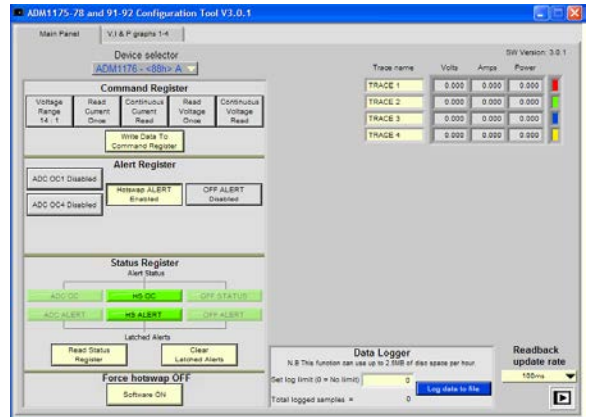 ADM1175-78 and 91-92 Configuration Tool V3.0.1
Main Panel
V,I & P graphs 1-4
Device selector
ADM1176 - <88h> A
SW Version: 3.0.1
Trace name Volts Amps Power
TRACE 1 0.000 0.000 0.000
TRACE 2 0.000 0.000 0.000
TRACE 3 0.000 0.000 0.000
TRACE 4 0.000 0.000 0.000
Command Register
Voltage Range 14 : 1
Read Current Once
Continuous Current Read
Read Voltage Once
Continuous Voltage Read
Write Data To Command Register
Alert Register
ADC OC1 Disabled
Hotswap ALERT Enabled
OFF ALERT Disabled
ADC OC4 Disabled
Status Register
Alert Status
ADC OC HS OC OFF STATUS
ADC ALERT HS ALERT OFF ALERT
Latched Alerts
Read Status Register
Clear Latched Alerts
Force hotswap OFF
Software ON
Data Logger
N.B This function can use up to 2.5MB of disc space per hour.
Set log limit (0 = No limit) 0
Log data to file
Total logged samples = 0
Readback update rate
100ms